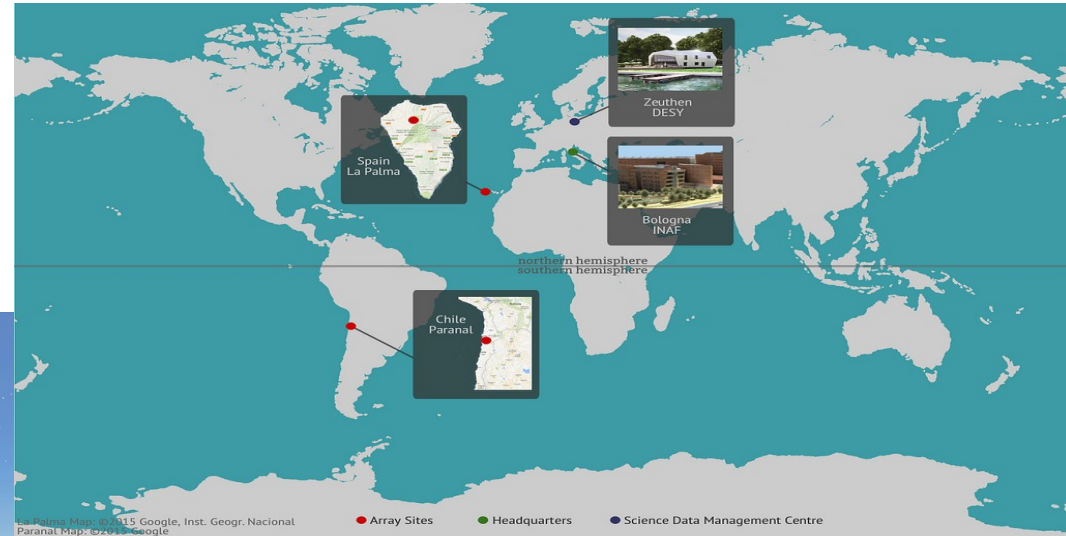 Zeuthen
DESY
Spain
La Palma
Bologna
INAF
northern hemisphere
southern hemisphere
Chile
Paranal
La Palma Map: ©2015 Google, Inst. Geogr. Nacional
Paranal Map: ©2015 Google
Array Sites
Headquarters
Science Data Management Centre